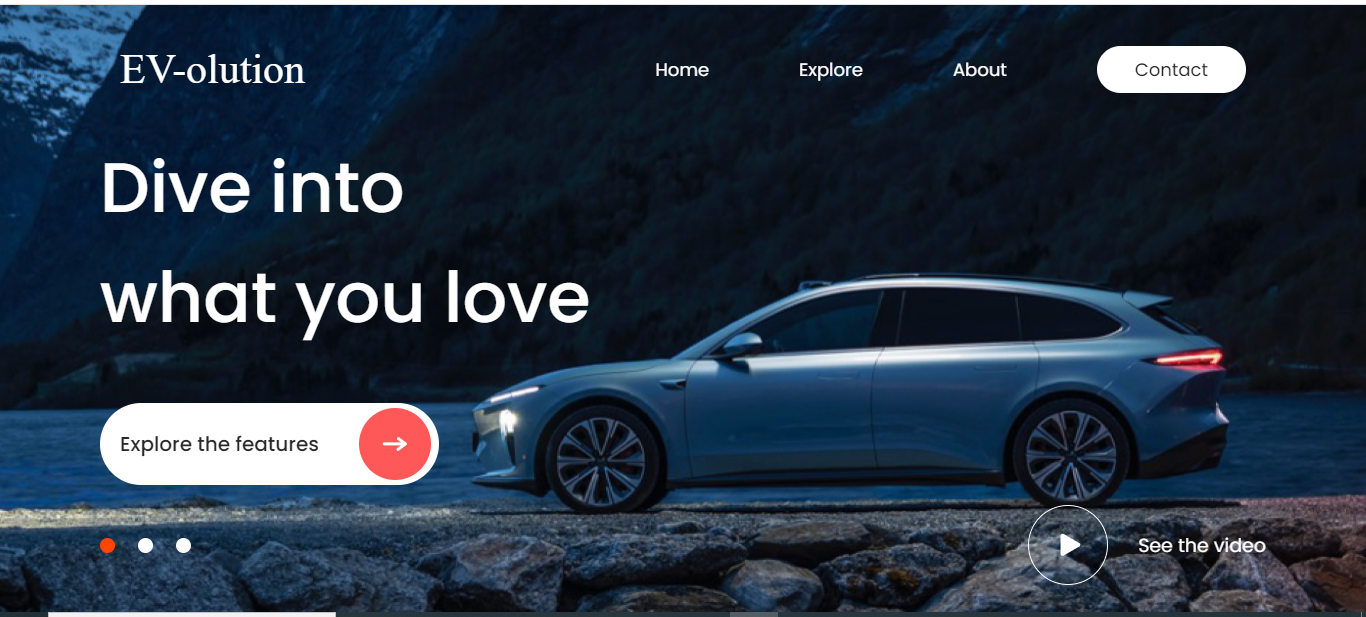 EV-olution
Home
Explore
About
Contact
Dive into
what you love
Explore the features
See the video